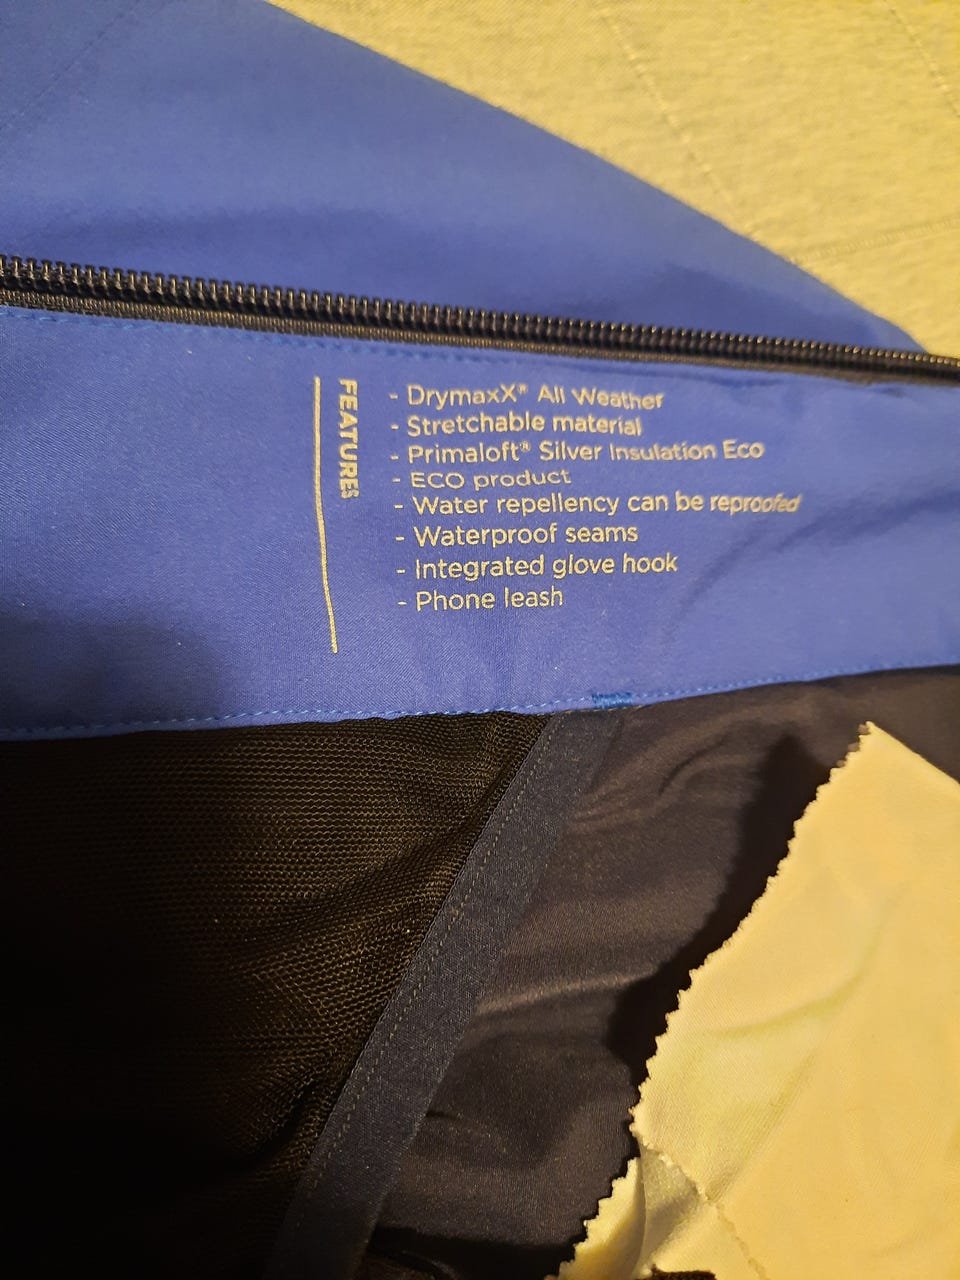 FEATURES
- DrymaxX® All Weather
- Stretchable material
- Primaloft® Silver Insulation Eco
- ECO product
- Water repellency can be reproofed
- Waterproof seams
- Integrated glove hook
- Phone leash